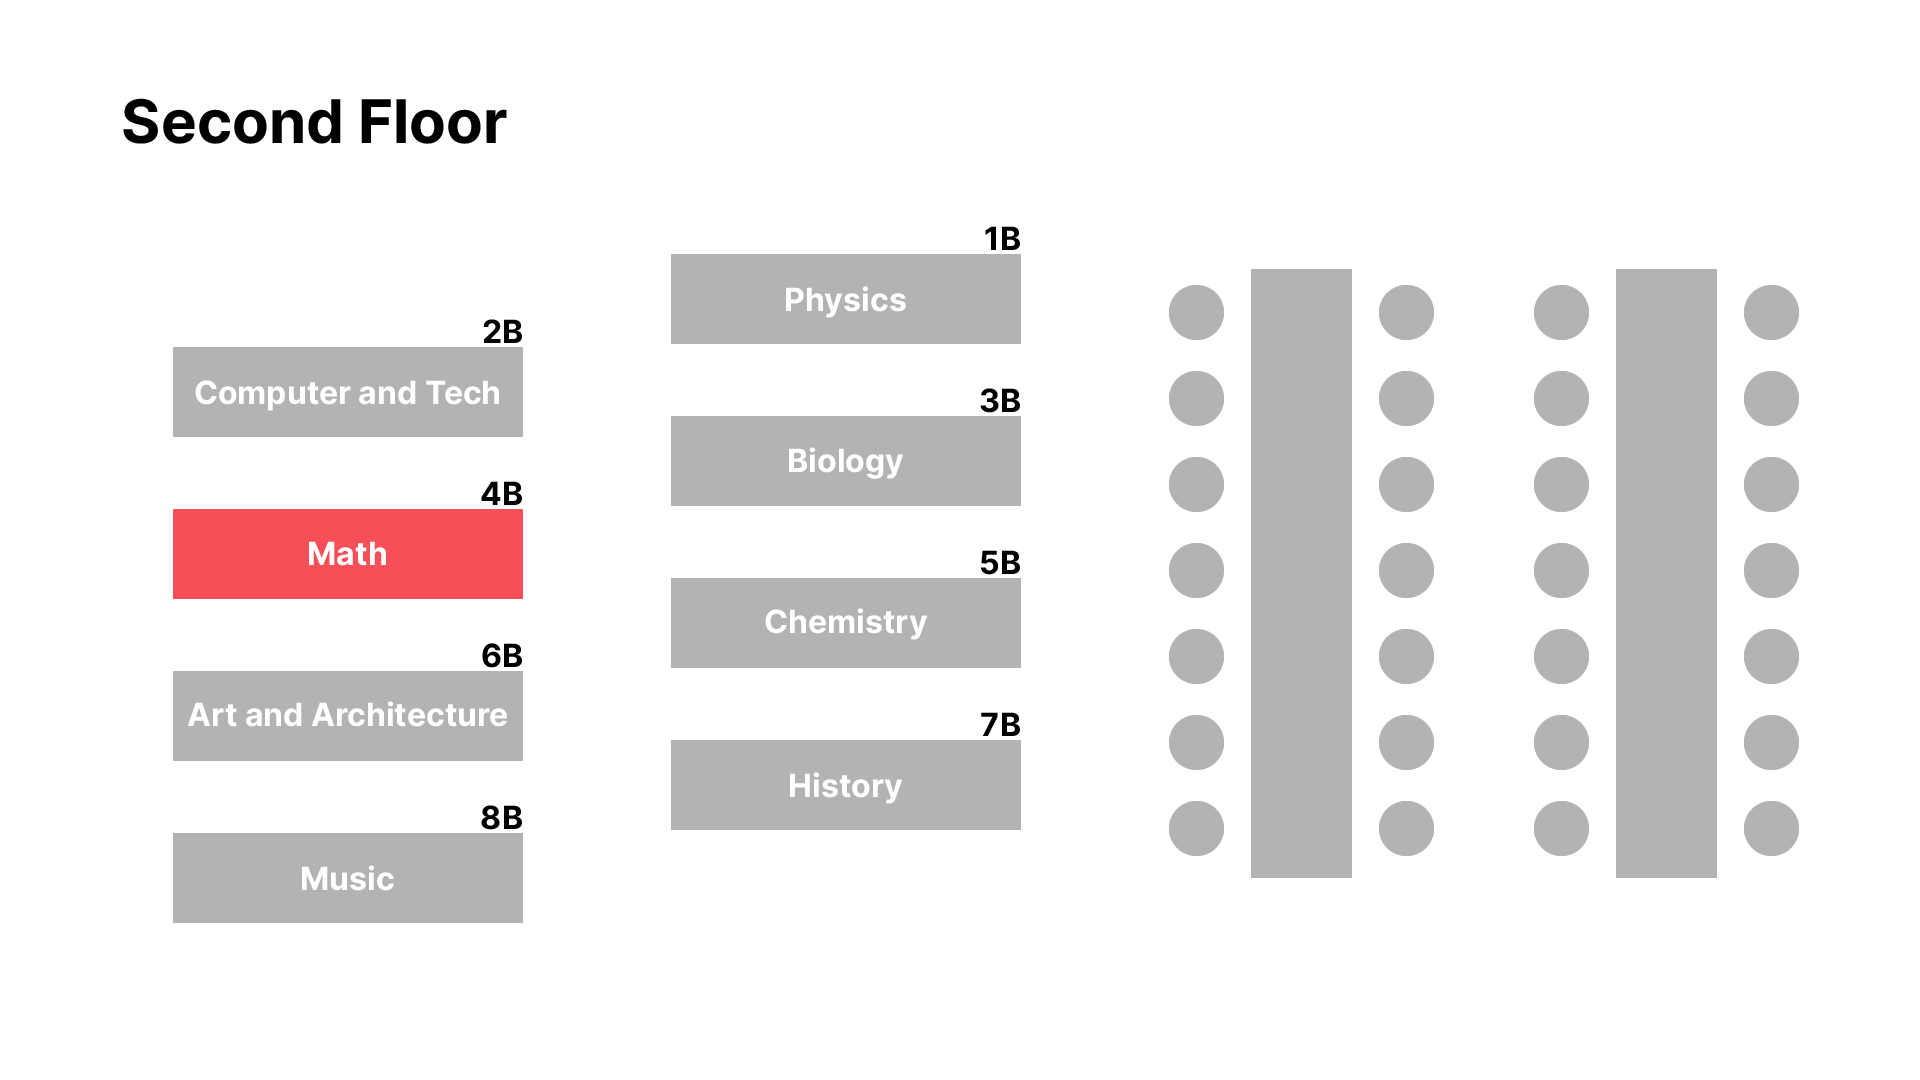 Second Floor
2B
Computer and Tech
4B
Math
6B
Art and Architecture
8B
Music
1B
Physics
3B
Biology
5B
Chemistry
7B
History